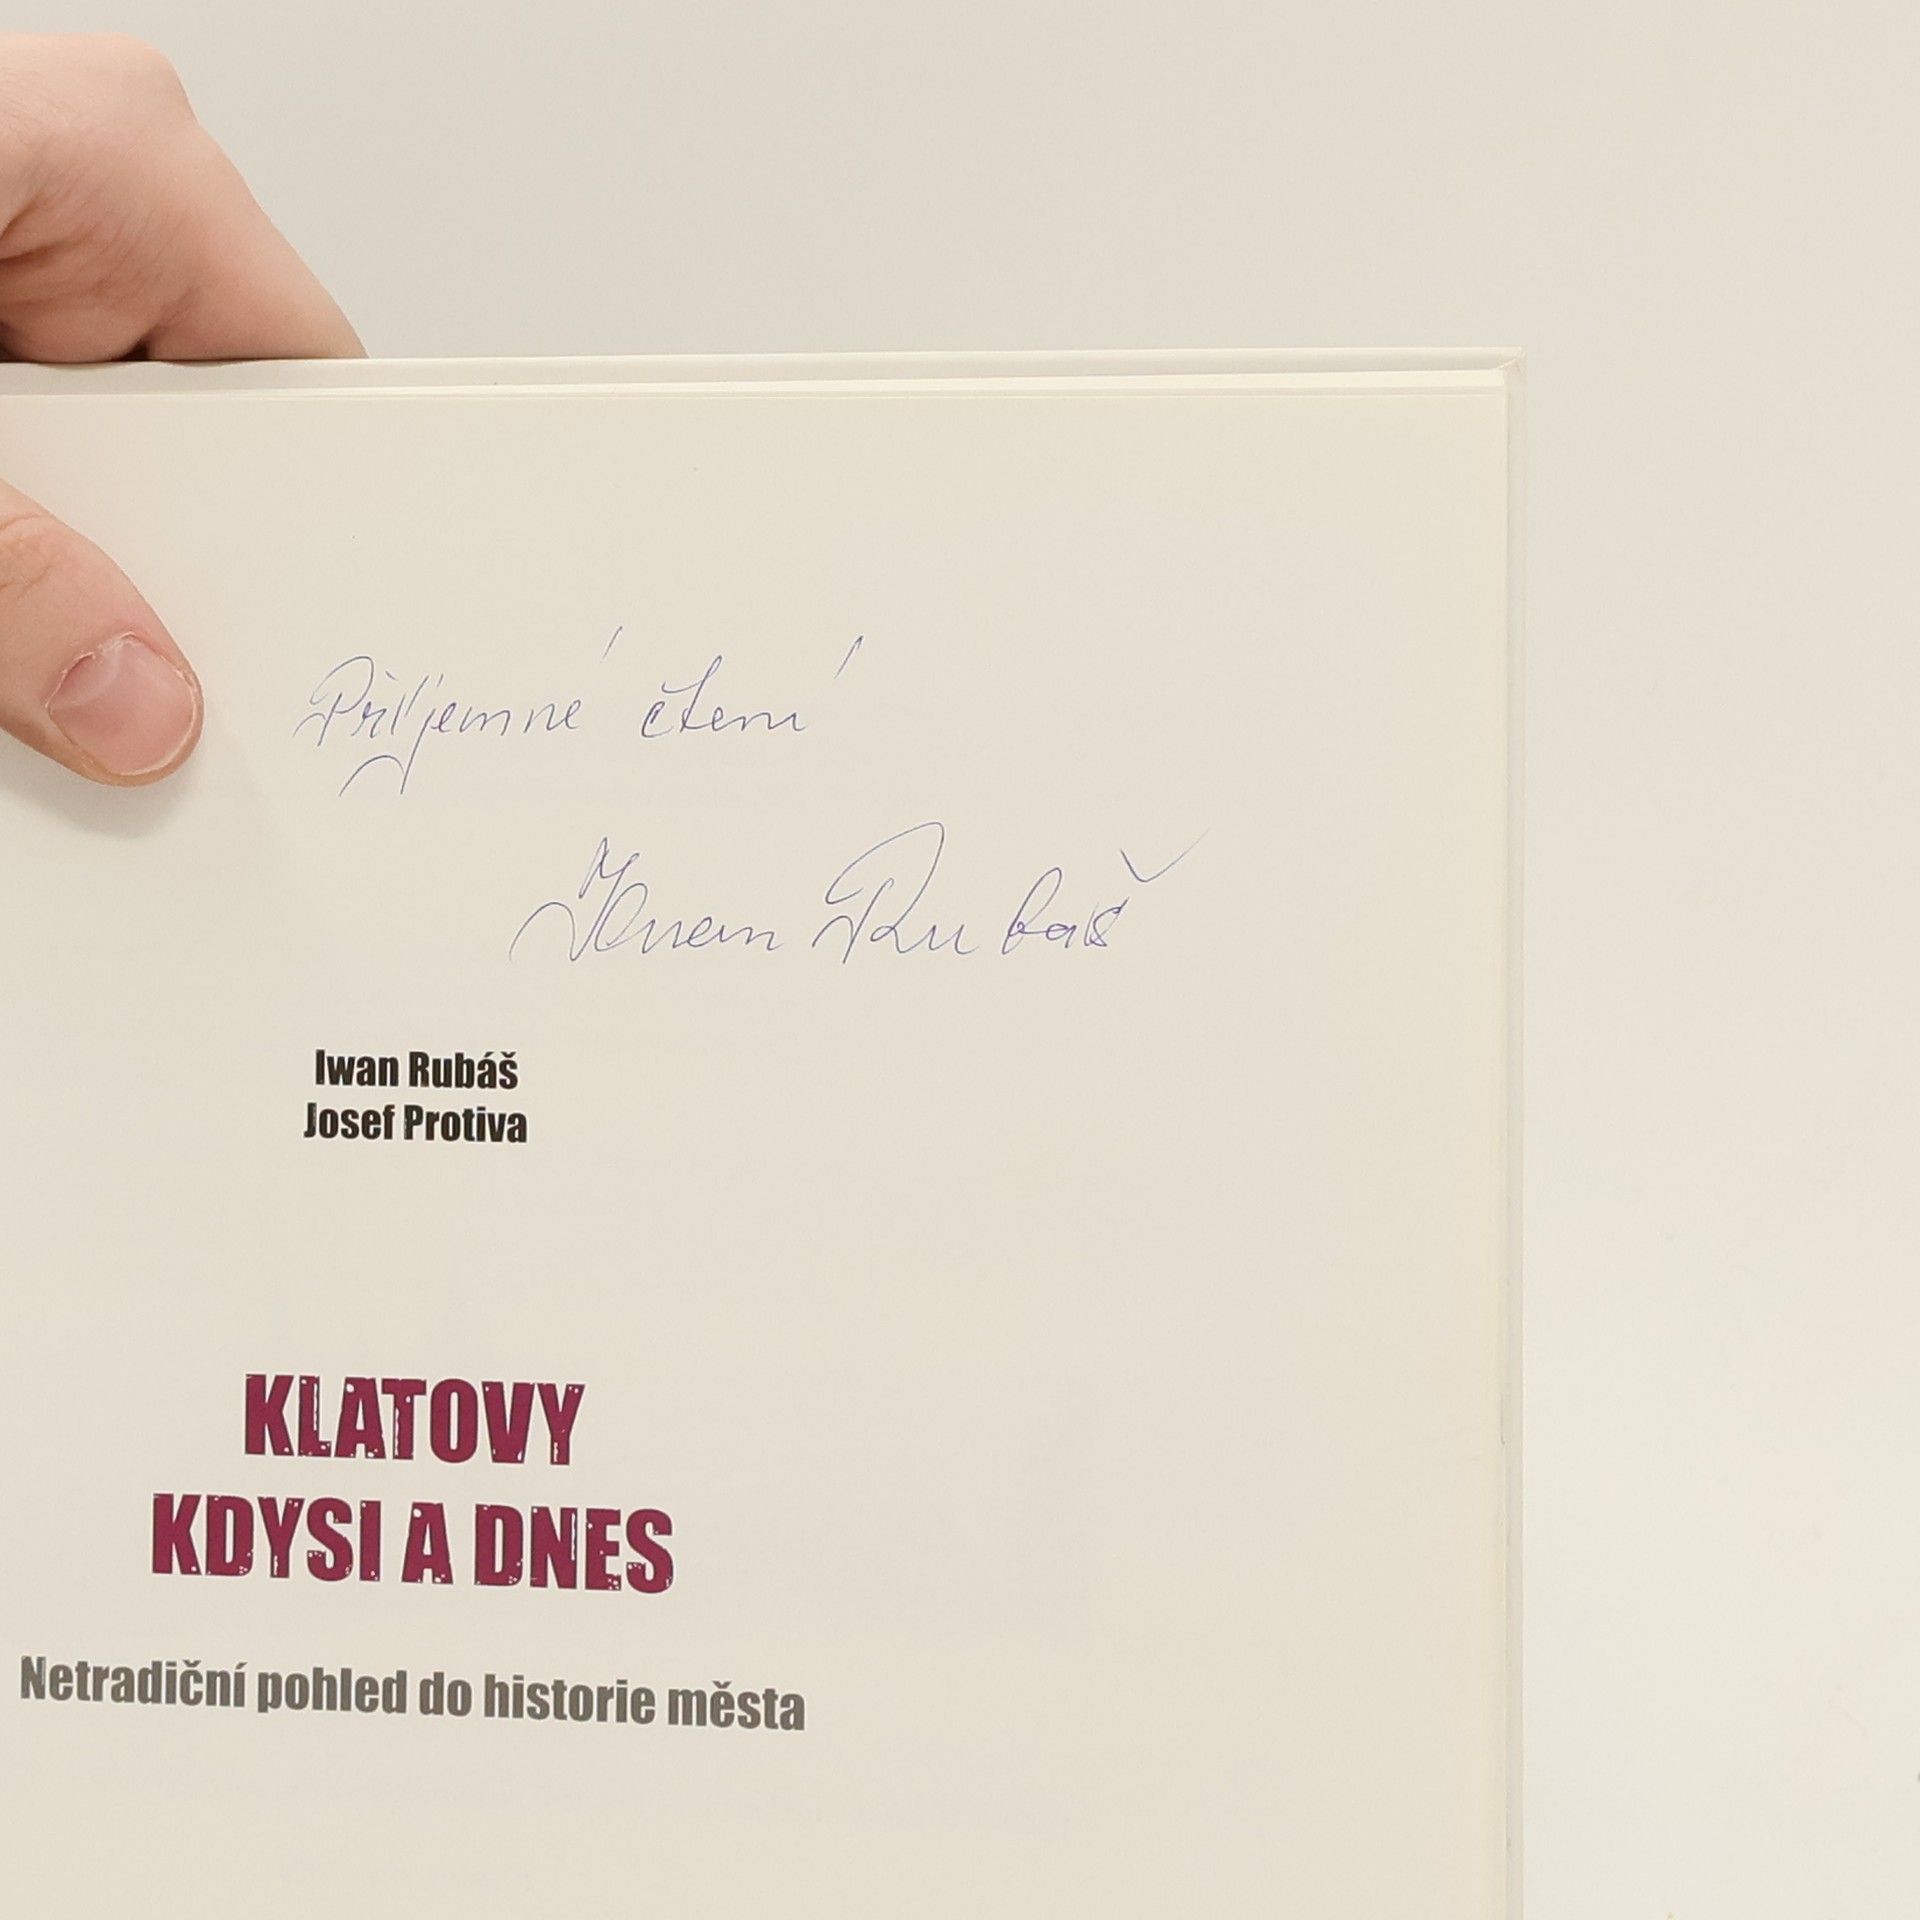 Příjemné čtení
Iwan Rubáš
Iwan Rubáš
Josef Protiva
KLATOVY
KDYSI A DNES
Netradiční pohled do historie města